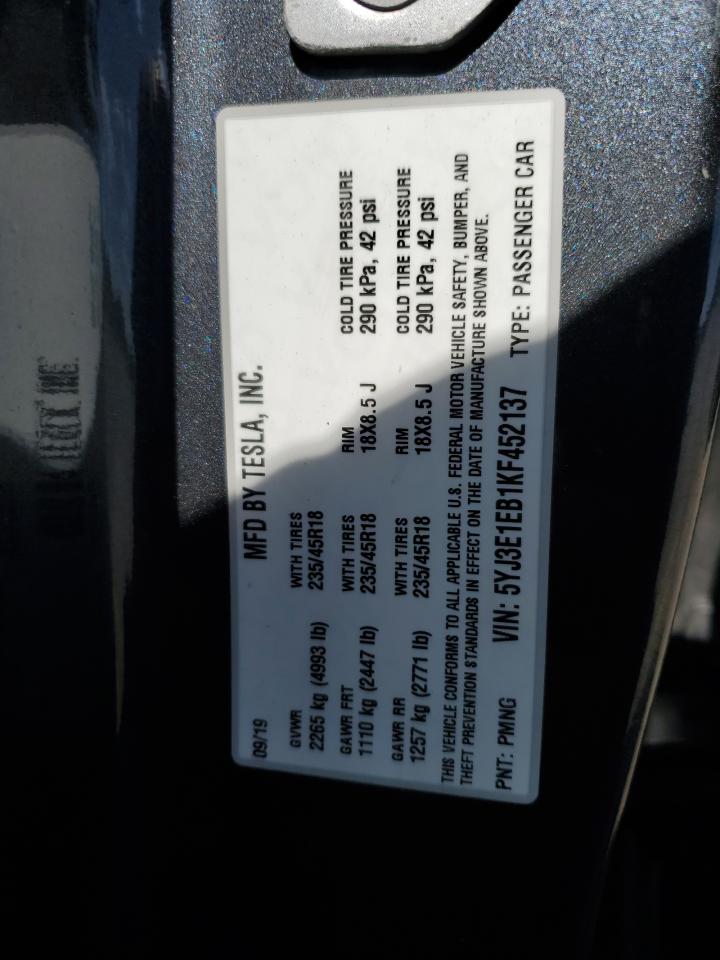 MFD BY TESLA, INC.
09/19
GVWR WITH TIRES
2265 kg (4993 lb) 235/45R18
GAWR FRT WITH TIRES RIM COLD TIRE PRESSURE
1110 kg (2447 lb) 235/45R18 18X8.5 J 290 kPa, 42 psi
GAWR RR WITH TIRES RIM COLD TIRE PRESSURE
1257 kg (2771 lb) 235/45R18 18X8.5 J 290 kPa, 42 psi
THIS VEHICLE CONFORMS TO ALL APPLICABLE U.S. FEDERAL MOTOR VEHICLE SAFETY, BUMPER, AND
THEFT PREVENTION STANDARDS IN EFFECT ON THE DATE OF MANUFACTURE SHOWN ABOVE.
PNT: PMNG VIN: 5YJ3E1EB1KF452137 TYPE: PASSENGER CAR